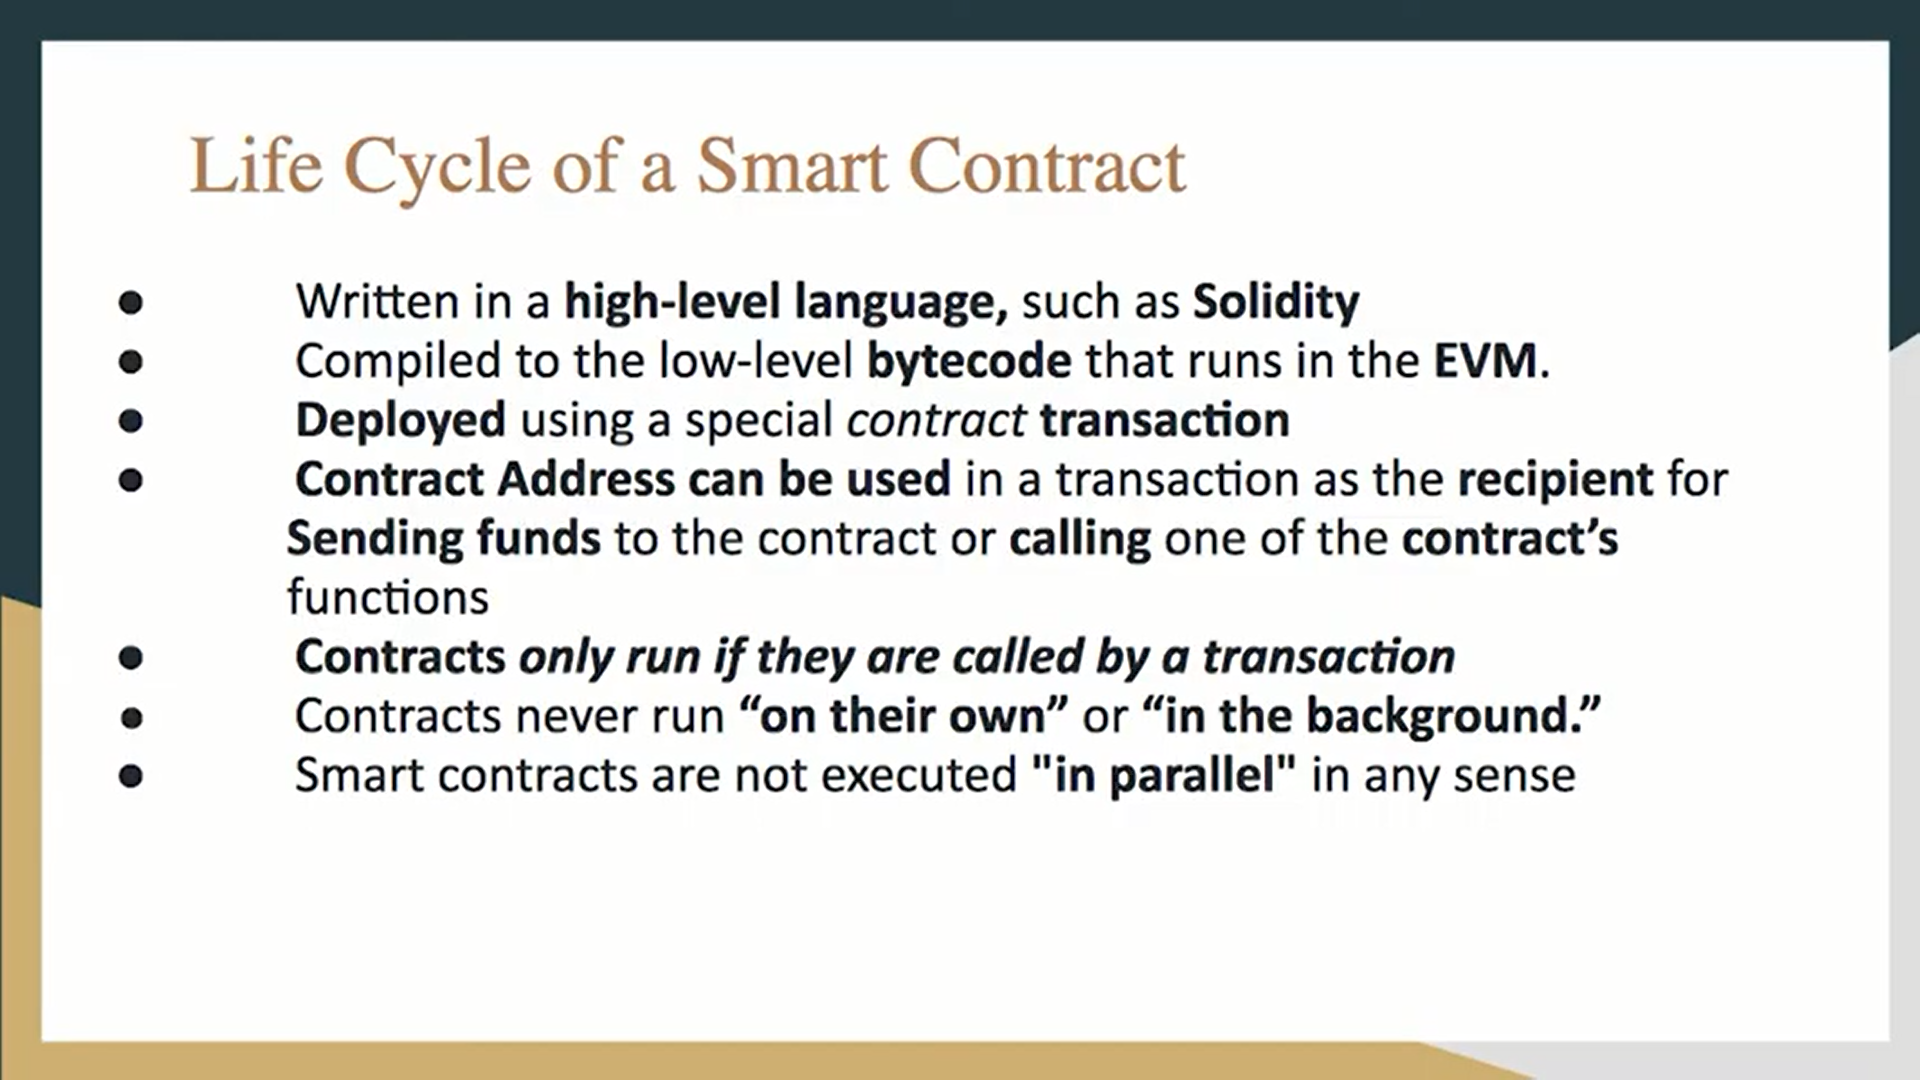 Life Cycle of a Smart Contract
● Written in a high-level language, such as Solidity
● Compiled to the low-level bytecode that runs in the EVM.
● Deployed using a special contract transaction
● Contract Address can be used in a transaction as the recipient for
Sending funds to the contract or calling one of the contract’s
functions
● Contracts only run if they are called by a transaction
● Contracts never run “on their own” or “in the background.”
● Smart contracts are not executed "in parallel" in any sense